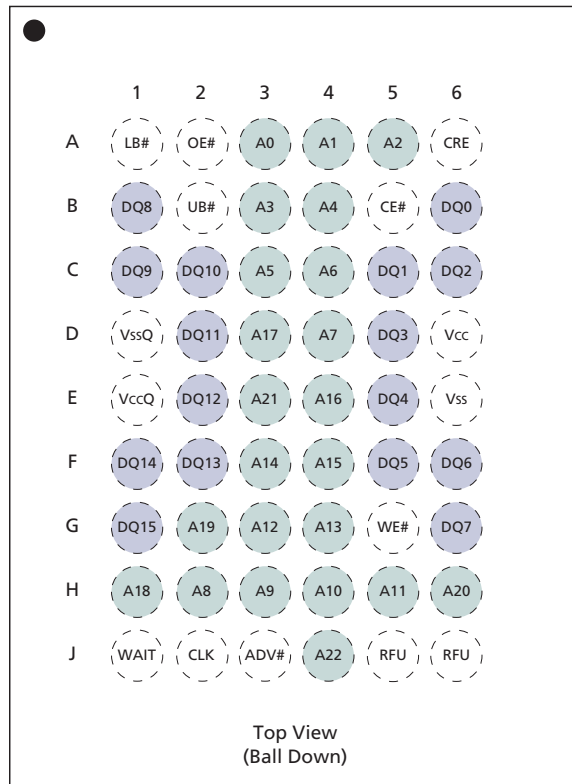 1 2 3 4 5 6
A LB# OE# A0 A1 A2 CRE
B DQ8 UB# A3 A4 CE# DQ0
C DQ9 DQ10 A5 A6 DQ1 DQ2
D VssQ DQ11 A17 A7 DQ3 Vcc
E VccQ DQ12 A21 A16 DQ4 Vss
F DQ14 DQ13 A14 A15 DQ5 DQ6
G DQ15 A19 A12 A13 WE# DQ7
H A18 A8 A9 A10 A11 A20
J WAIT CLK ADV# A22 RFU RFU
Top View
(Ball Down)